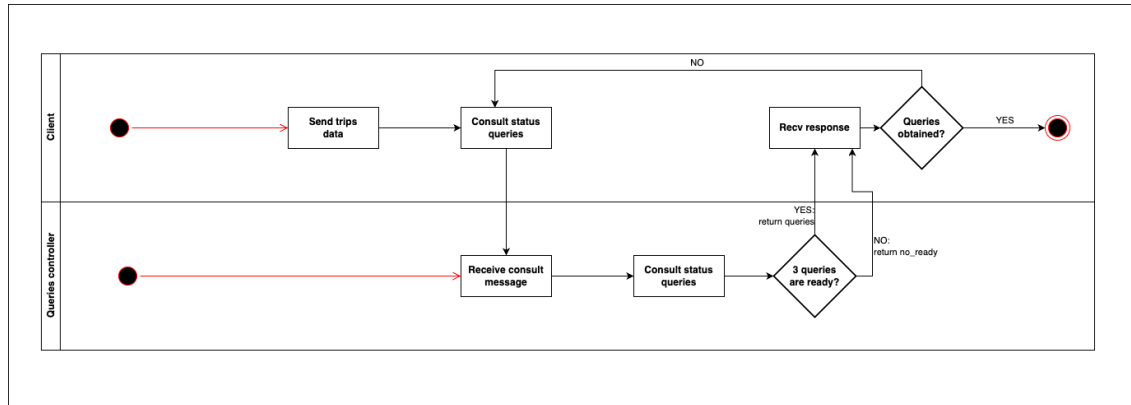 Client
Send trips
data
Consult status
queries
NO
Recv response
Queries
obtained?
YES
Queries controller
Receive consult
message
Consult status
queries
3 queries
are ready?
YES:
return queries
NO:
return no_ready